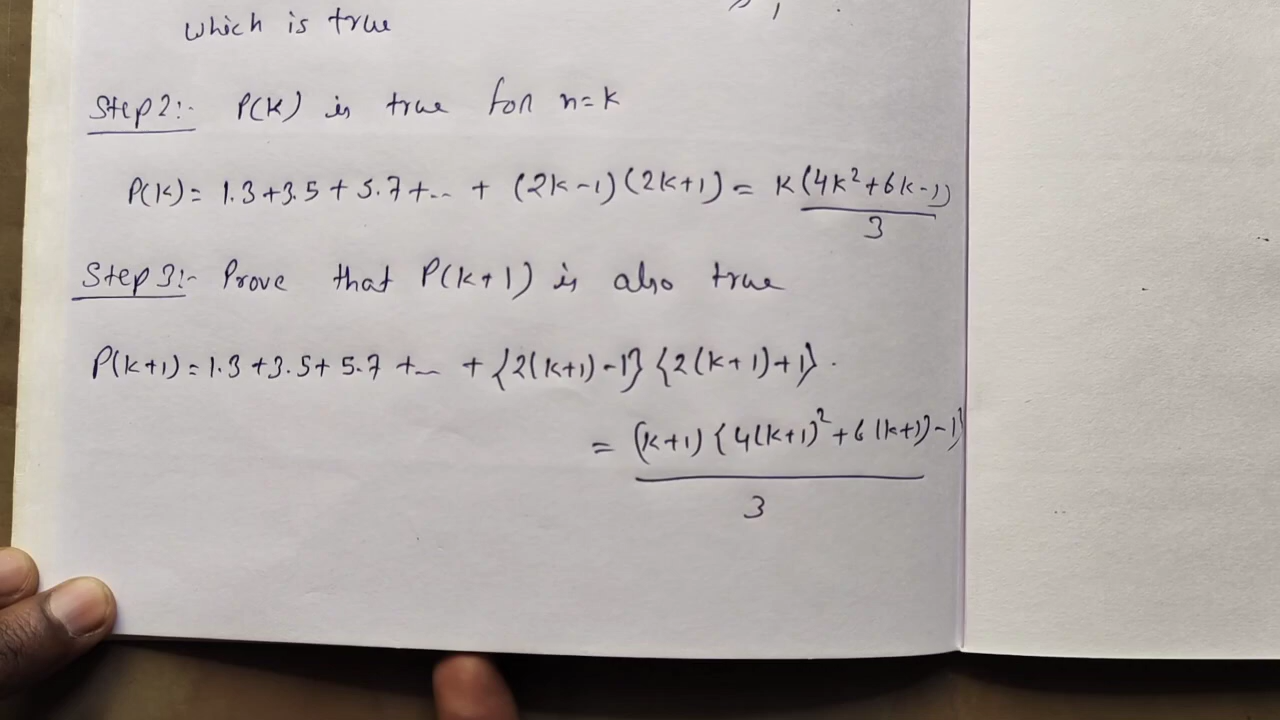 which is true
Step 2:- P(K) is true for n=k
P(K) = 1.3+3.5+5.7+... + (2k-1)(2k+1) = K(4k²+6k-1)
3
Step 3:- Prove that P(k+1) is also true
P(k+1) = 1.3+3.5+5.7+... + {2(k+1)-1} {2(k+1)+1}.
= (k+1) {4(k+1)²+6(k+1)-1}
3